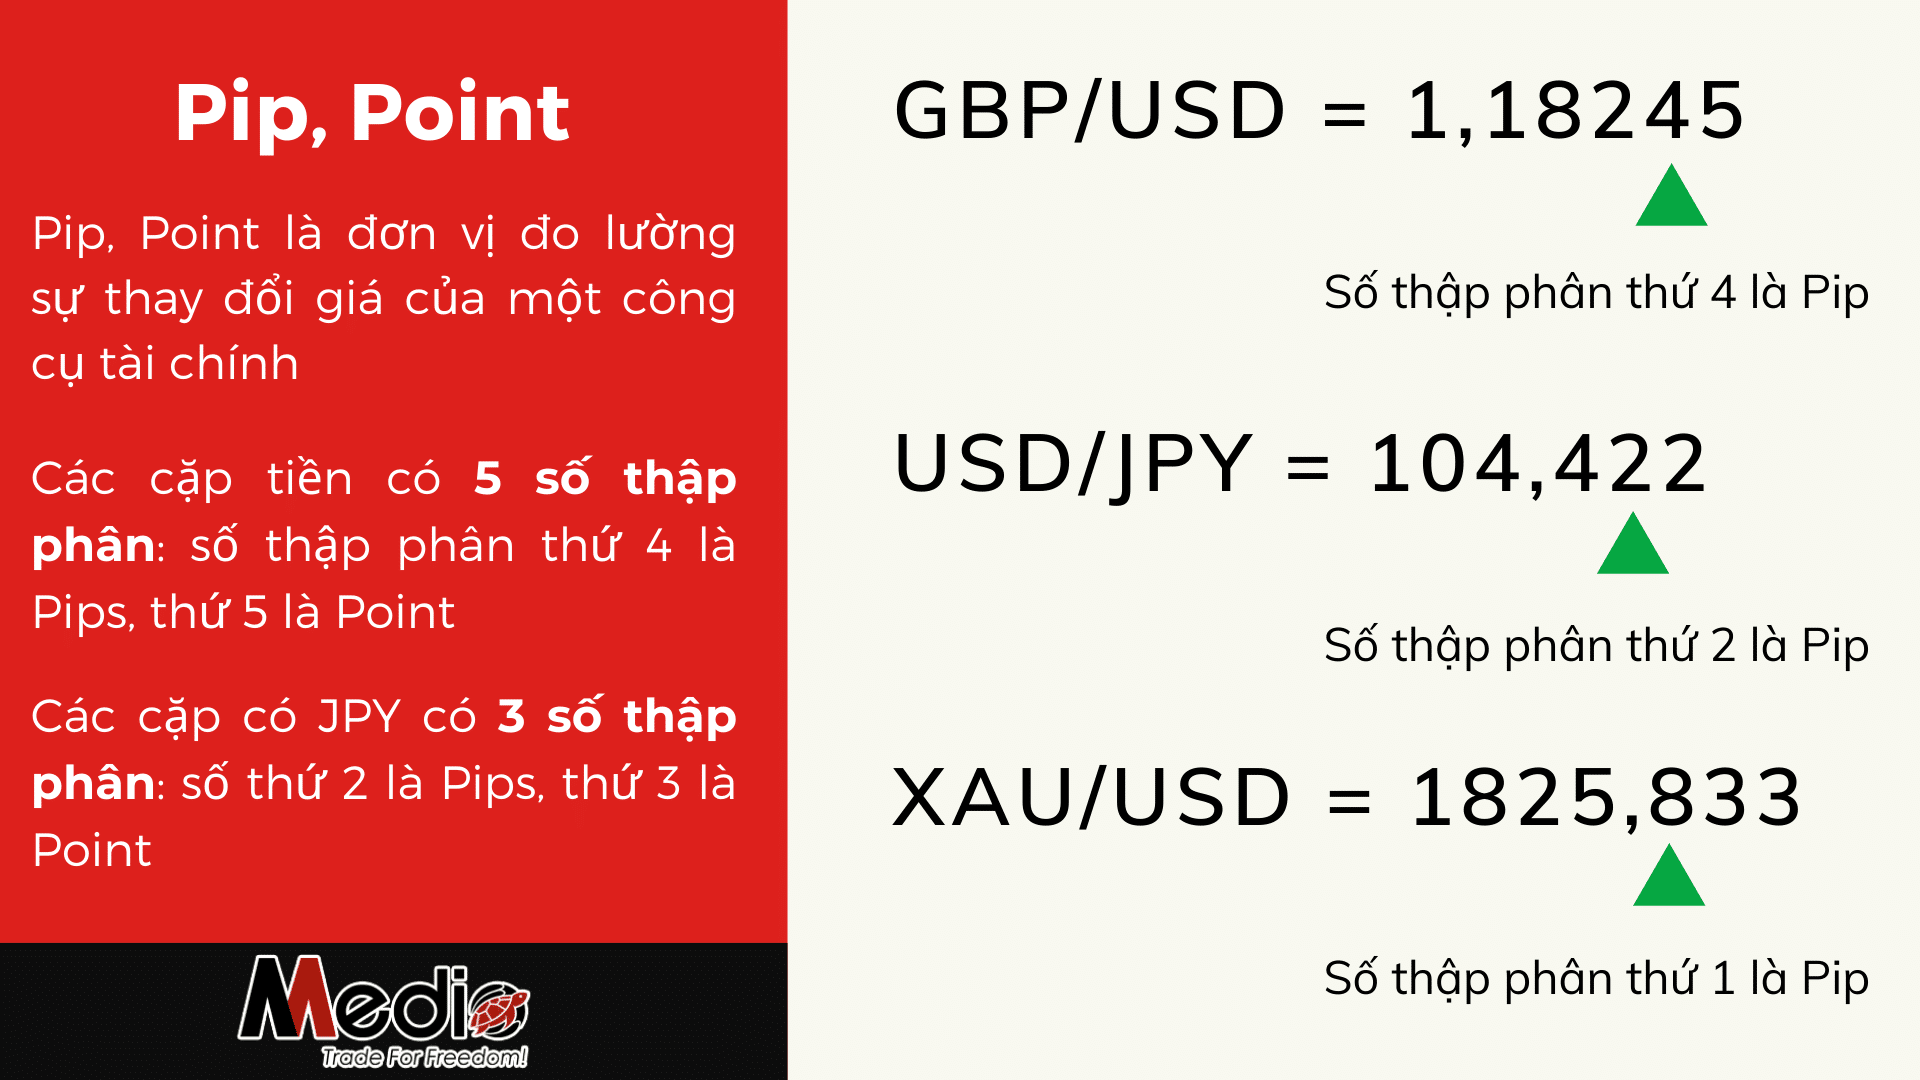 Pip, Point
Pip, Point là đơn vị đo lường
sự thay đổi giá của một công
cụ tài chính
Các cặp tiền có 5 số thập
phân: số thập phân thứ 4 là
Pips, thứ 5 là Point
Các cặp có JPY có 3 số thập
phân: số thứ 2 là Pips, thứ 3 là
Point
Medio
Trade For Freedom!
GBP/USD = 1,18245
Số thập phân thứ 4 là Pip
USD/JPY = 104,422
Số thập phân thứ 2 là Pip
XAU/USD = 1825,833
Số thập phân thứ 1 là Pip